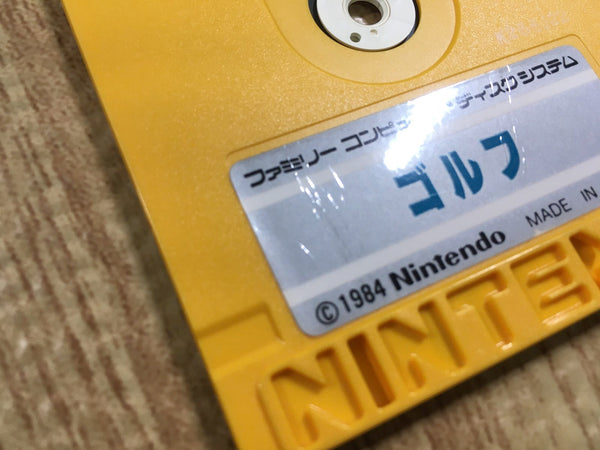 ファミリー コンピュータ ディスクシステム
ゴルフ
©1984 Nintendo MADE IN
NINTE